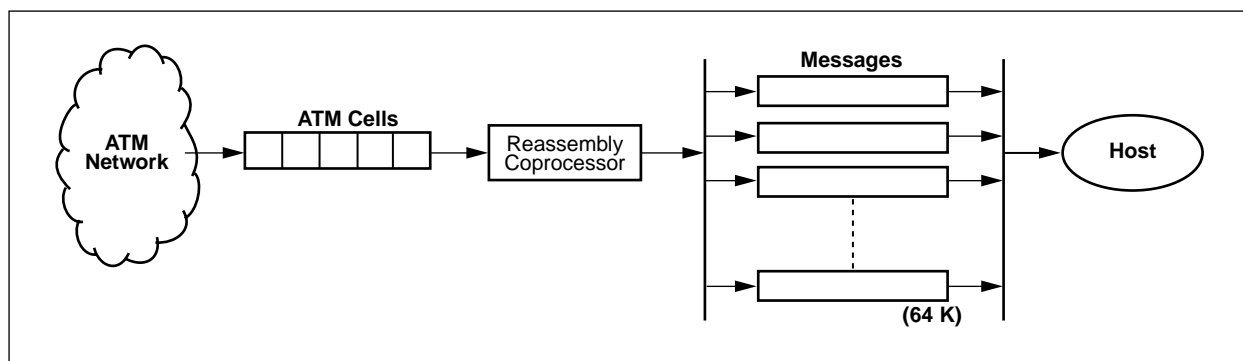 ATM
Network
ATM Cells
Reassembly
Coprocessor
Messages
(64 K)
Host